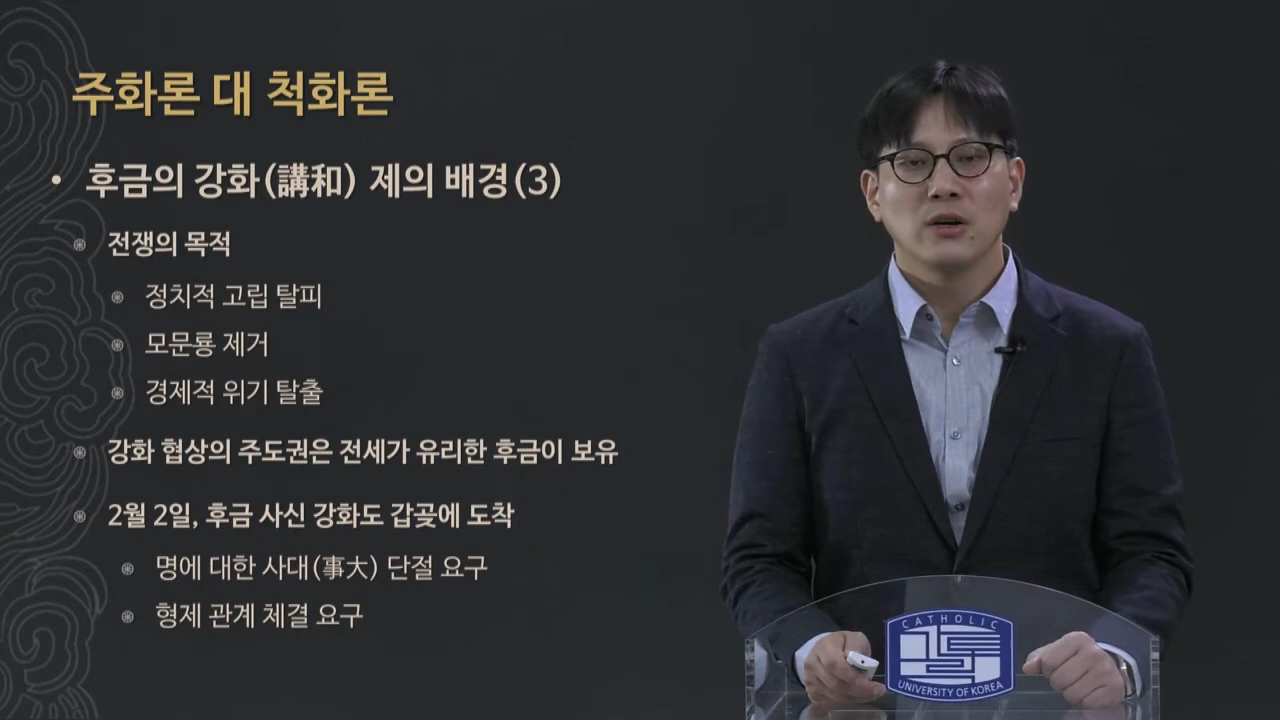 주화론 대 척화론
• 후금의 강화(講和) 제의 배경(3)
전쟁의 목적
정치적 고립 탈피
모문룡 제거
경제적 위기 탈출
강화 협상의 주도권은 전세가 유리한 후금이 보유
2월 2일, 후금 사신 강화도 갑곶에 도착
명에 대한 사대(事大) 단절 요구
형제 관계 체결 요구
CATHOLIC
UNIVERSITY OF KOREA